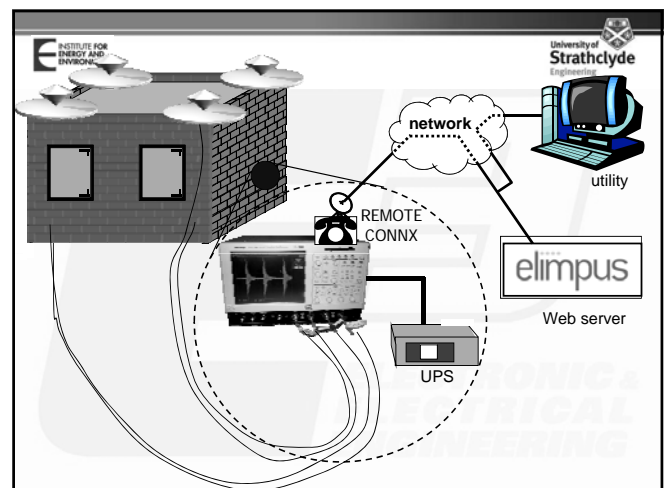 INSTITUTE FOR
ENERGY AND
University of
Strathclyde
Engineering
network
utility
REMOTE
CONNX
elimpus
Web server
UPS
ELECTRONIC &
ELECTRICAL
ENGINEERING